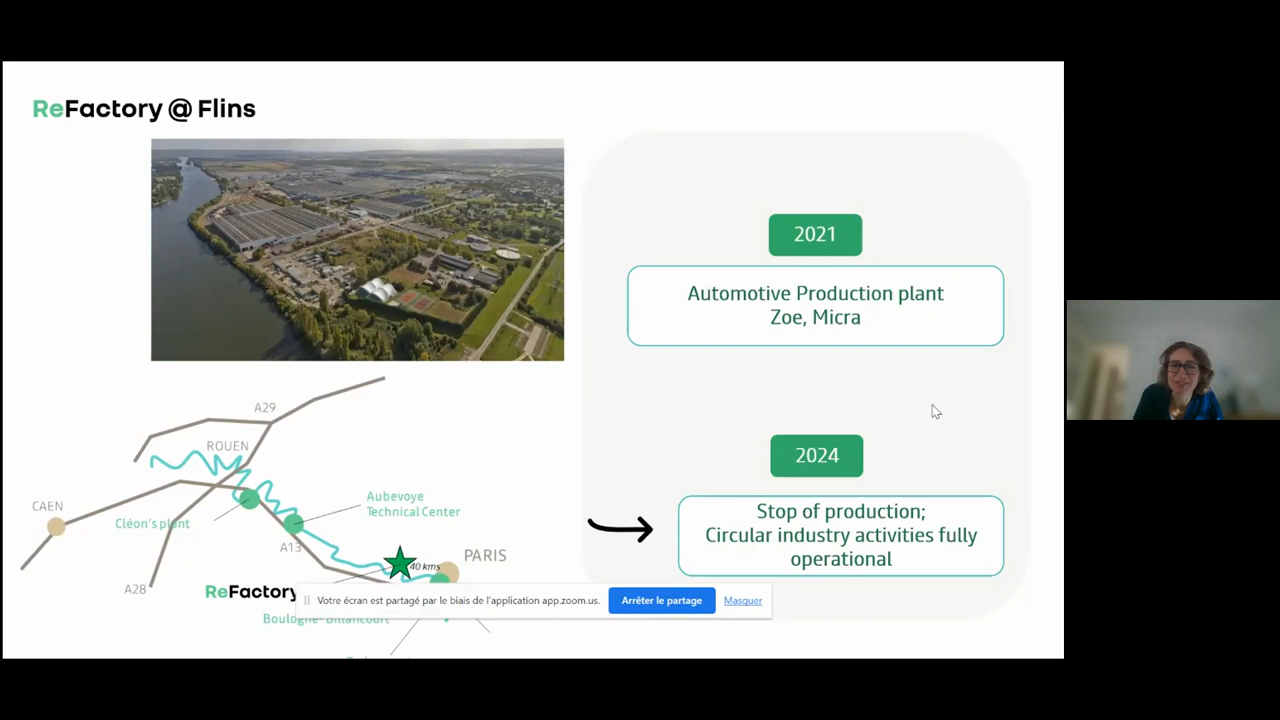 ReFactory @ Flins
2021
Automotive Production plant
Zoe, Micra
2024
Stop of production;
Circular industry activities fully
operational
A29
ROUEN
CAEN
Cléon's plant
Aubevoye
Technical Center
A13
PARIS
40 kms
A28
ReFactory
Votre écran est partagé par le biais de l'application app.zoom.us.
Arrêter le partage
Masquer
Boulogne-Billancourt